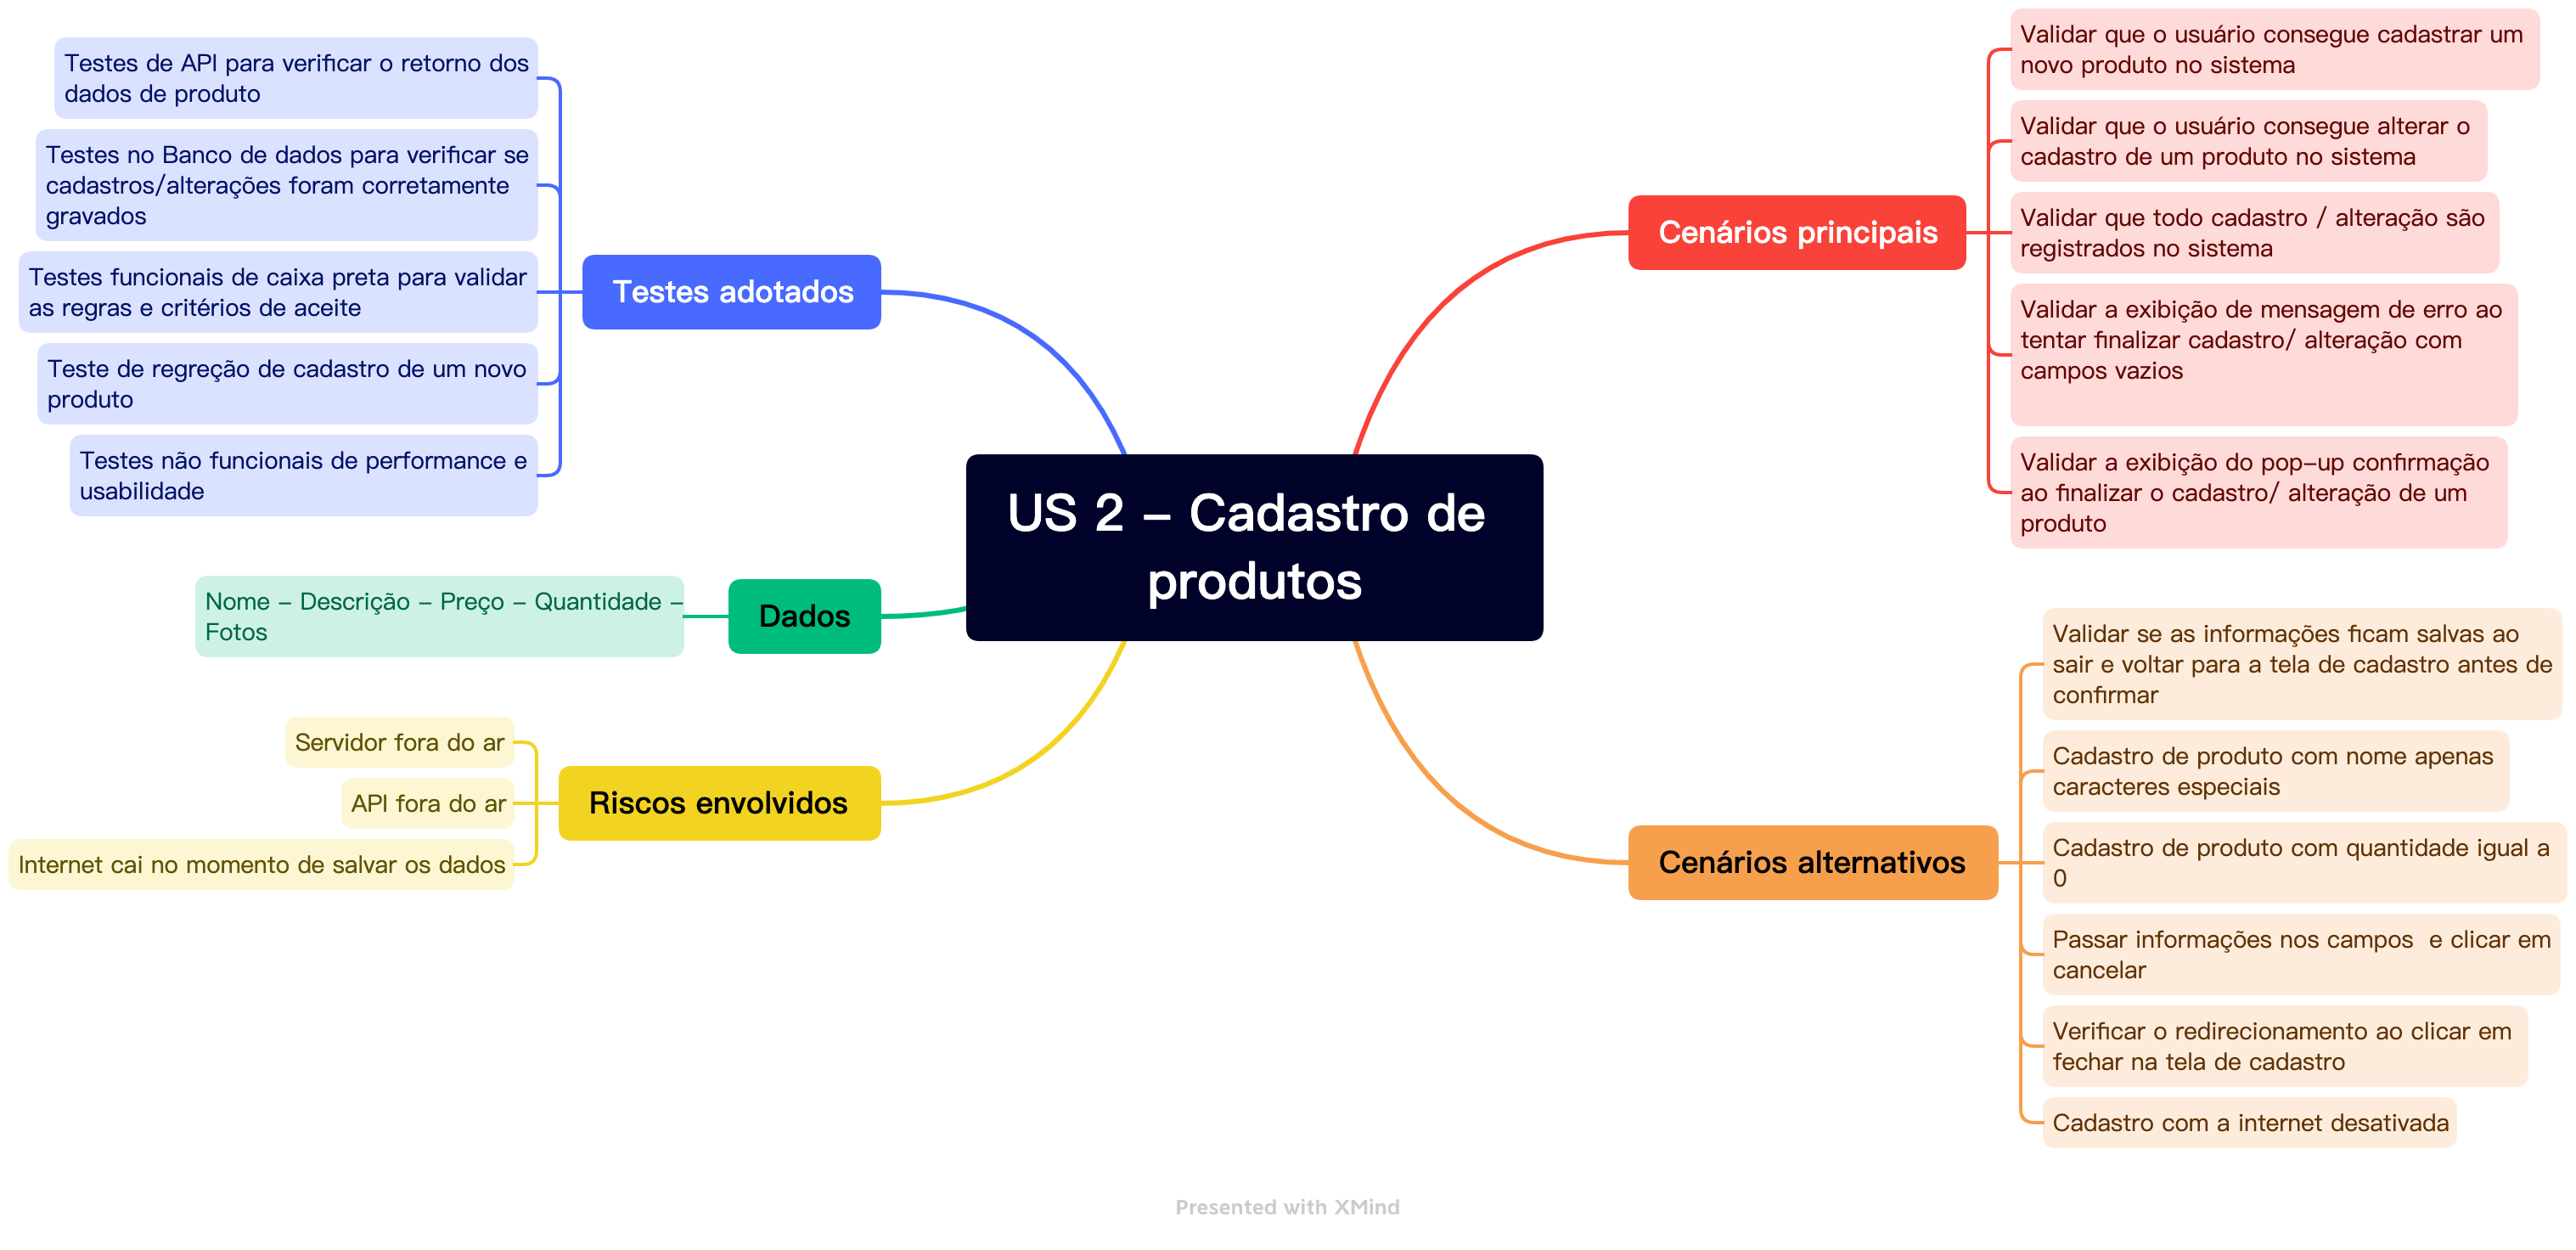 US 2 – Cadastro de
produtos
Cenários principais
Validar que o usuário consegue cadastrar um
novo produto no sistema
Validar que o usuário consegue alterar o
cadastro de um produto no sistema
Validar que todo cadastro / alteração são
registrados no sistema
Validar a exibição de mensagem de erro ao
tentar finalizar cadastro/ alteração com
campos vazios
Validar a exibição do pop-up confirmação
ao finalizar o cadastro/ alteração de um
produto
Cenários alternativos
Validar se as informações ficam salvas ao
sair e voltar para a tela de cadastro antes de
confirmar
Cadastro de produto com nome apenas
caracteres especiais
Cadastro de produto com quantidade igual a
0
Passar informações nos campos  e clicar em
cancelar
Verificar o redirecionamento ao clicar em
fechar na tela de cadastro
Cadastro com a internet desativada
Testes adotados
Testes de API para verificar o retorno dos
dados de produto
Testes no Banco de dados para verificar se
cadastros/alterações foram corretamente
gravados
Testes funcionais de caixa preta para validar
as regras e critérios de aceite
Teste de regreção de cadastro de um novo
produto
Testes não funcionais de performance e
usabilidade
Dados
Nome – Descrição – Preço – Quantidade –
Fotos
Riscos envolvidos
Servidor fora do ar
API fora do ar
Internet cai no momento de salvar os dados
Presented with XMind